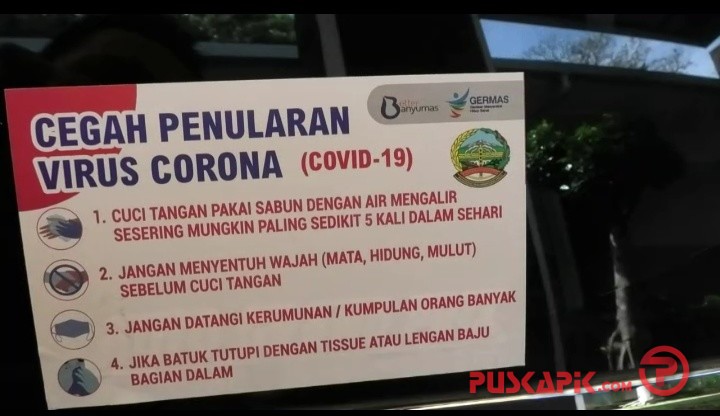 Better Banyumas
GERMAS
CEGAH PENULARAN
VIRUS CORONA (COVID-19)
1. CUCI TANGAN PAKAI SABUN DENGAN AIR MENGALIR
SESERING MUNGKIN PALING SEDIKIT 5 KALI DALAM SEHARI
2. JANGAN MENYENTUH WAJAH (MATA, HIDUNG, MULUT)
SEBELUM CUCI TANGAN
3. JANGAN DATANGI KERUMUNAN / KUMPULAN ORANG BANYAK
4. JIKA BATUK TUTUPI DENGAN TISSUE ATAU LENGAN BAJU
BAGIAN DALAM
PUSKAPIK.COM